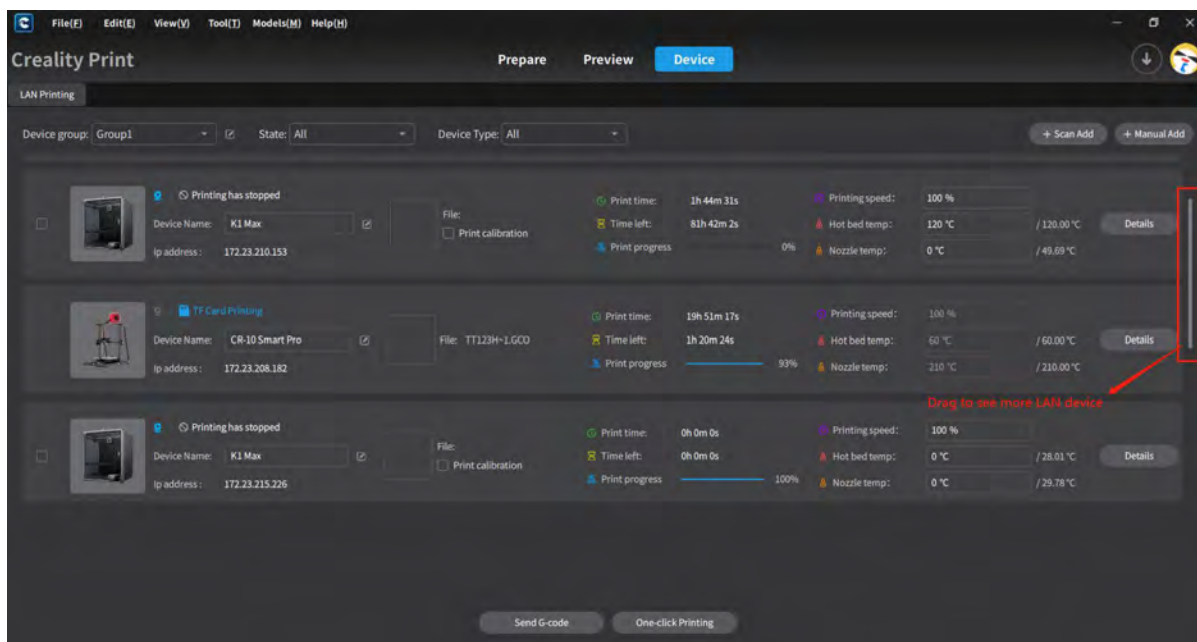 File(F) Edit(E) View(V) Tool(T) Models(M) Help(H)
Creality Print
Prepare Preview Device
LAN Printing
Device group: Group1 State: All Device Type: All + Scan Add + Manual Add
Printing has stopped
Device Name: K1 Max
Ip address: 172.23.210.153
File:
Print calibration
Print time: 1h 44m 31s
Time left: 81h 42m 2s
Print progress 0%
Printing speed: 100 %
Hot bed temp: 120 °C / 120.00 °C
Nozzle temp: 0 °C / 49.69 °C
Details
TF Card Printing
Device Name: CR-10 Smart Pro
Ip address: 172.23.208.182
File: TT123H~1.GCO
Print time: 19h 51m 17s
Time left: 1h 20m 24s
Print progress 93%
Printing speed: 100 %
Hot bed temp: 60 °C / 60.00 °C
Nozzle temp: 210 °C / 210.00 °C
Details
Drag to see more LAN device
Printing has stopped
Device Name: K1 Max
Ip address: 172.23.215.226
File:
Print calibration
Print time: 0h 0m 0s
Time left: 0h 0m 0s
Print progress 100%
Printing speed: 100 %
Hot bed temp: 0 °C / 28.01 °C
Nozzle temp: 0 °C / 29.78 °C
Details
Send G-code One-click Printing